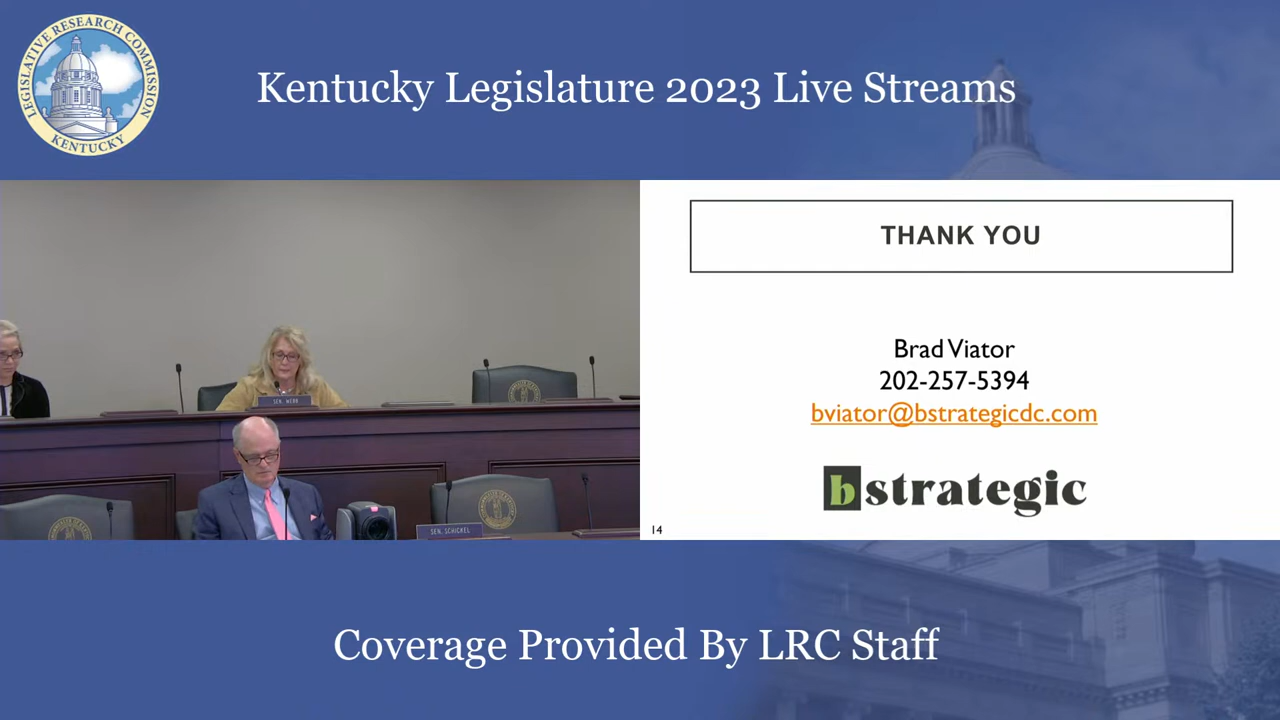 LEGISLATIVE RESEARCH COMMISSION
KENTUCKY
Kentucky Legislature 2023 Live Streams
THANK YOU
Brad Viator
202-257-5394
bviator@bstrategicdc.com
bstrategic
14
SEN. WEBB
SEN. SCHICKEL
Coverage Provided By LRC Staff